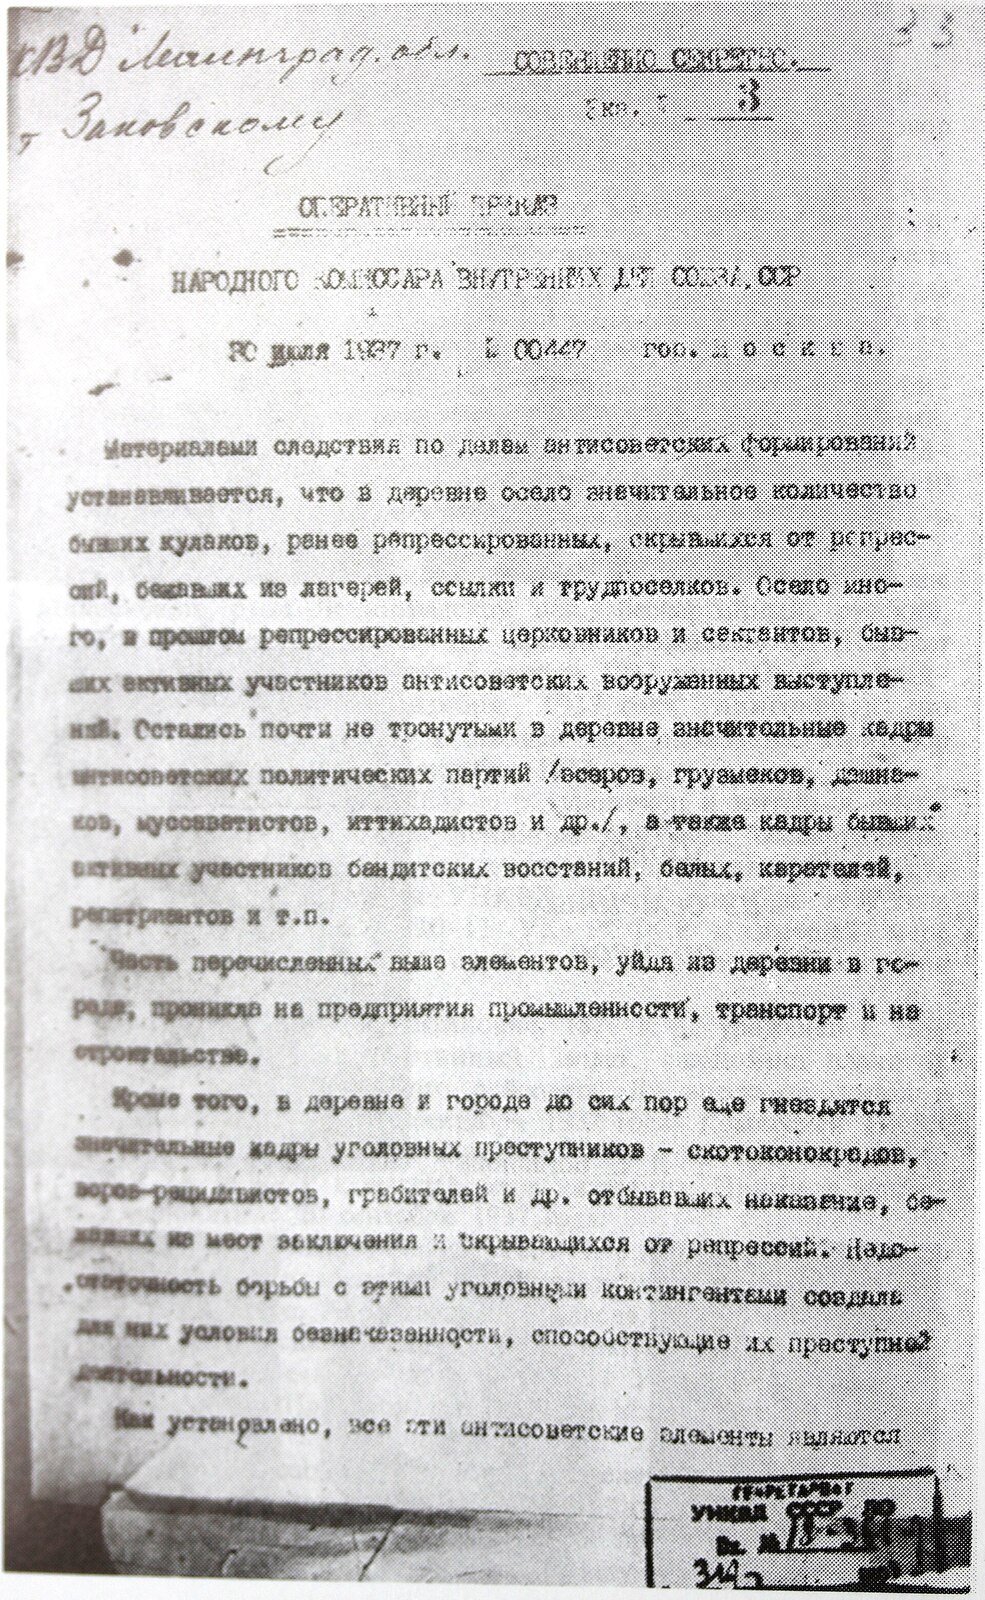 23
НКВД Ленинград. обл.
т Заковскому
СОВЕРШЕННО СЕКРЕТНО.
Экз. № 3
ОПЕРАТИВНЫЙ ПРИКАЗ
НАРОДНОГО КОМИССАРА ВНУТРЕННИХ ДЕЛ СОЮЗА ССР
30 июля 1937 г. № 00447 гор. Москва.
Материалами следствия по делам антисоветских формирований
устанавливается, что в деревне осело значительное количество
бывших кулаков, ранее репрессированных, скрывшихся от репрес-
сий, бежавших из лагерей, ссылки и трудпоселков. Осело мно-
го, в прошлом репрессированных церковников и сектантов, быв-
ших активных участников антисоветских вооруженных выступле-
ний. Остались почти не тронутыми в деревне значительные кадры
антисоветских политических партий /эсеров, грузмеков, дашна-
ков, муссаватистов, иттихадистов и др./, а также кадры бывших
активных участников бандитских восстаний, белых, карателей,
репатриантов и т.п.
Часть перечисленных выше элементов, уйдя из деревни в го-
рода, проникла на предприятия промышленности, транспорт и на
строительства.
Кроме того, в деревне и городе до сих пор еще гнездятся
значительные кадры уголовных преступников - скотоконокрадов,
воров-рецидивистов, грабителей и др. отбывавших наказание, бе-
жавших из мест заключения и скрывающихся от репрессий. Недо-
статочность борьбы с этими уголовными контингентами создала
для них условия безнаказанности, способствующие их преступной
деятельности.
Как установлено, все эти антисоветские элементы являются
СЕКРЕТАРИАТ
УНКВД СССР ПО
Вх. №